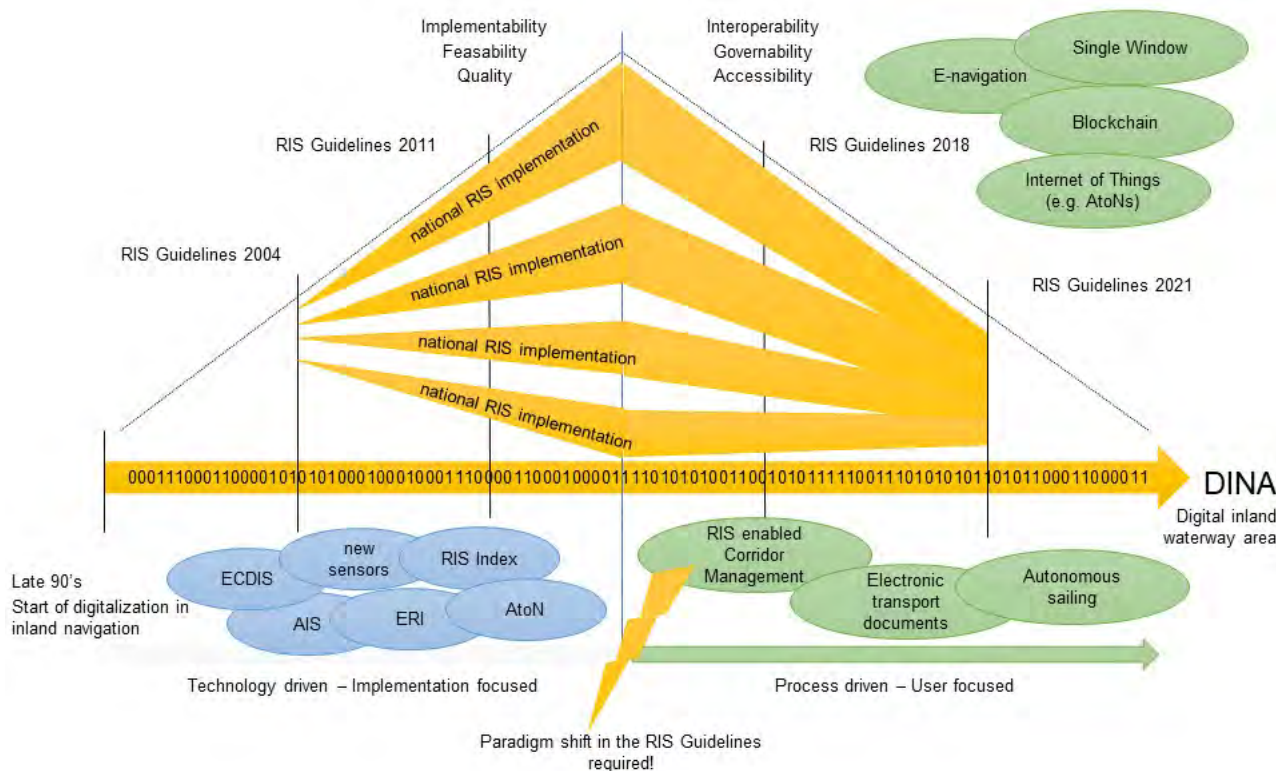 Implementability
Feasability
Quality
Interoperability
Governability
Accessibility
Single Window
E-navigation
Blockchain
Internet of Things
(e.g. AtoNs)
RIS Guidelines 2011
RIS Guidelines 2018
RIS Guidelines 2004
RIS Guidelines 2021
national RIS implementation
national RIS implementation
national RIS implementation
national RIS implementation
DINA
Digital inland
waterway area
Late 90's
Start of digitalization in
inland navigation
ECDIS
new
sensors
RIS Index
AIS
ERI
AtoN
RIS enabled
Corridor
Management
Electronic
transport
documents
Autonomous
sailing
Technology driven – Implementation focused
Process driven – User focused
Paradigm shift in the RIS Guidelines
required!